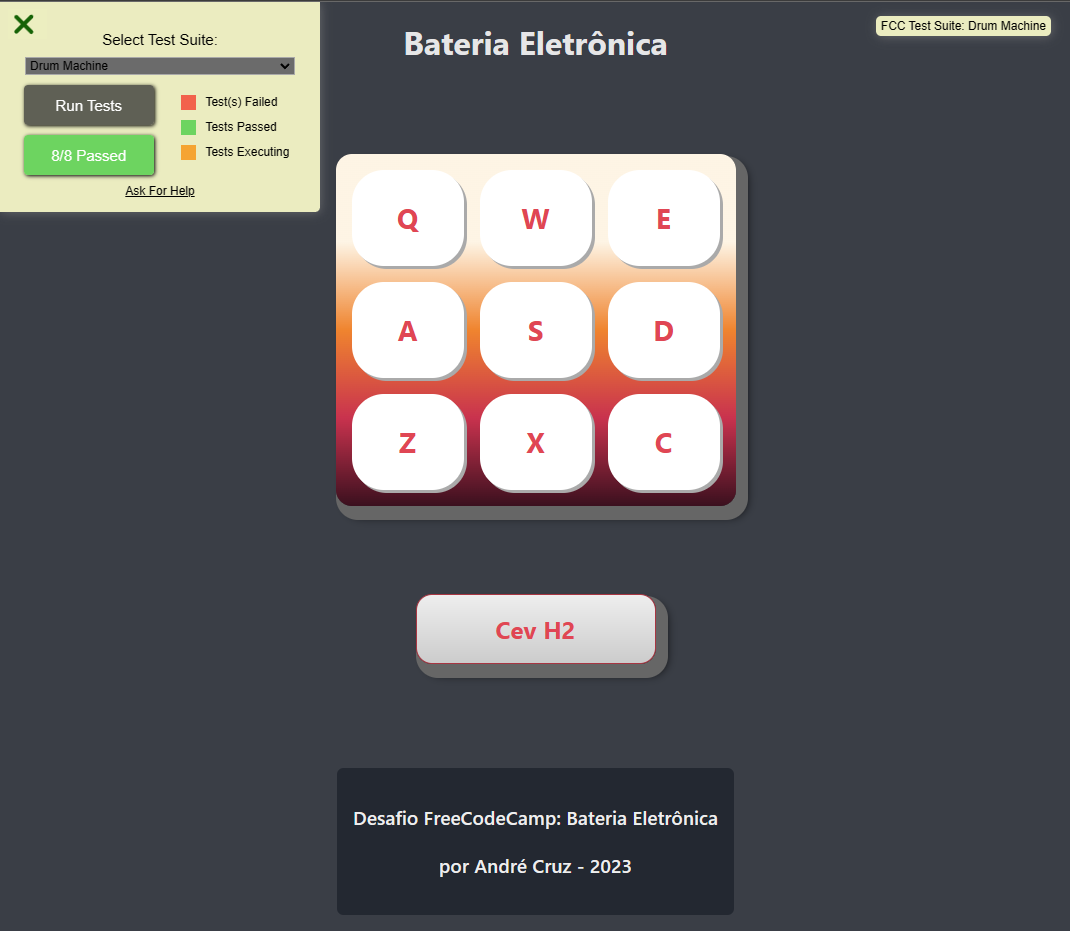 Select Test Suite:
Drum Machine
Run Tests
8/8 Passed
Test(s) Failed
Tests Passed
Tests Executing
Ask For Help
Bateria Eletrônica
FCC Test Suite: Drum Machine
Q W E
A S D
Z X C
Cev H2
Desafio FreeCodeCamp: Bateria Eletrônica
por André Cruz - 2023